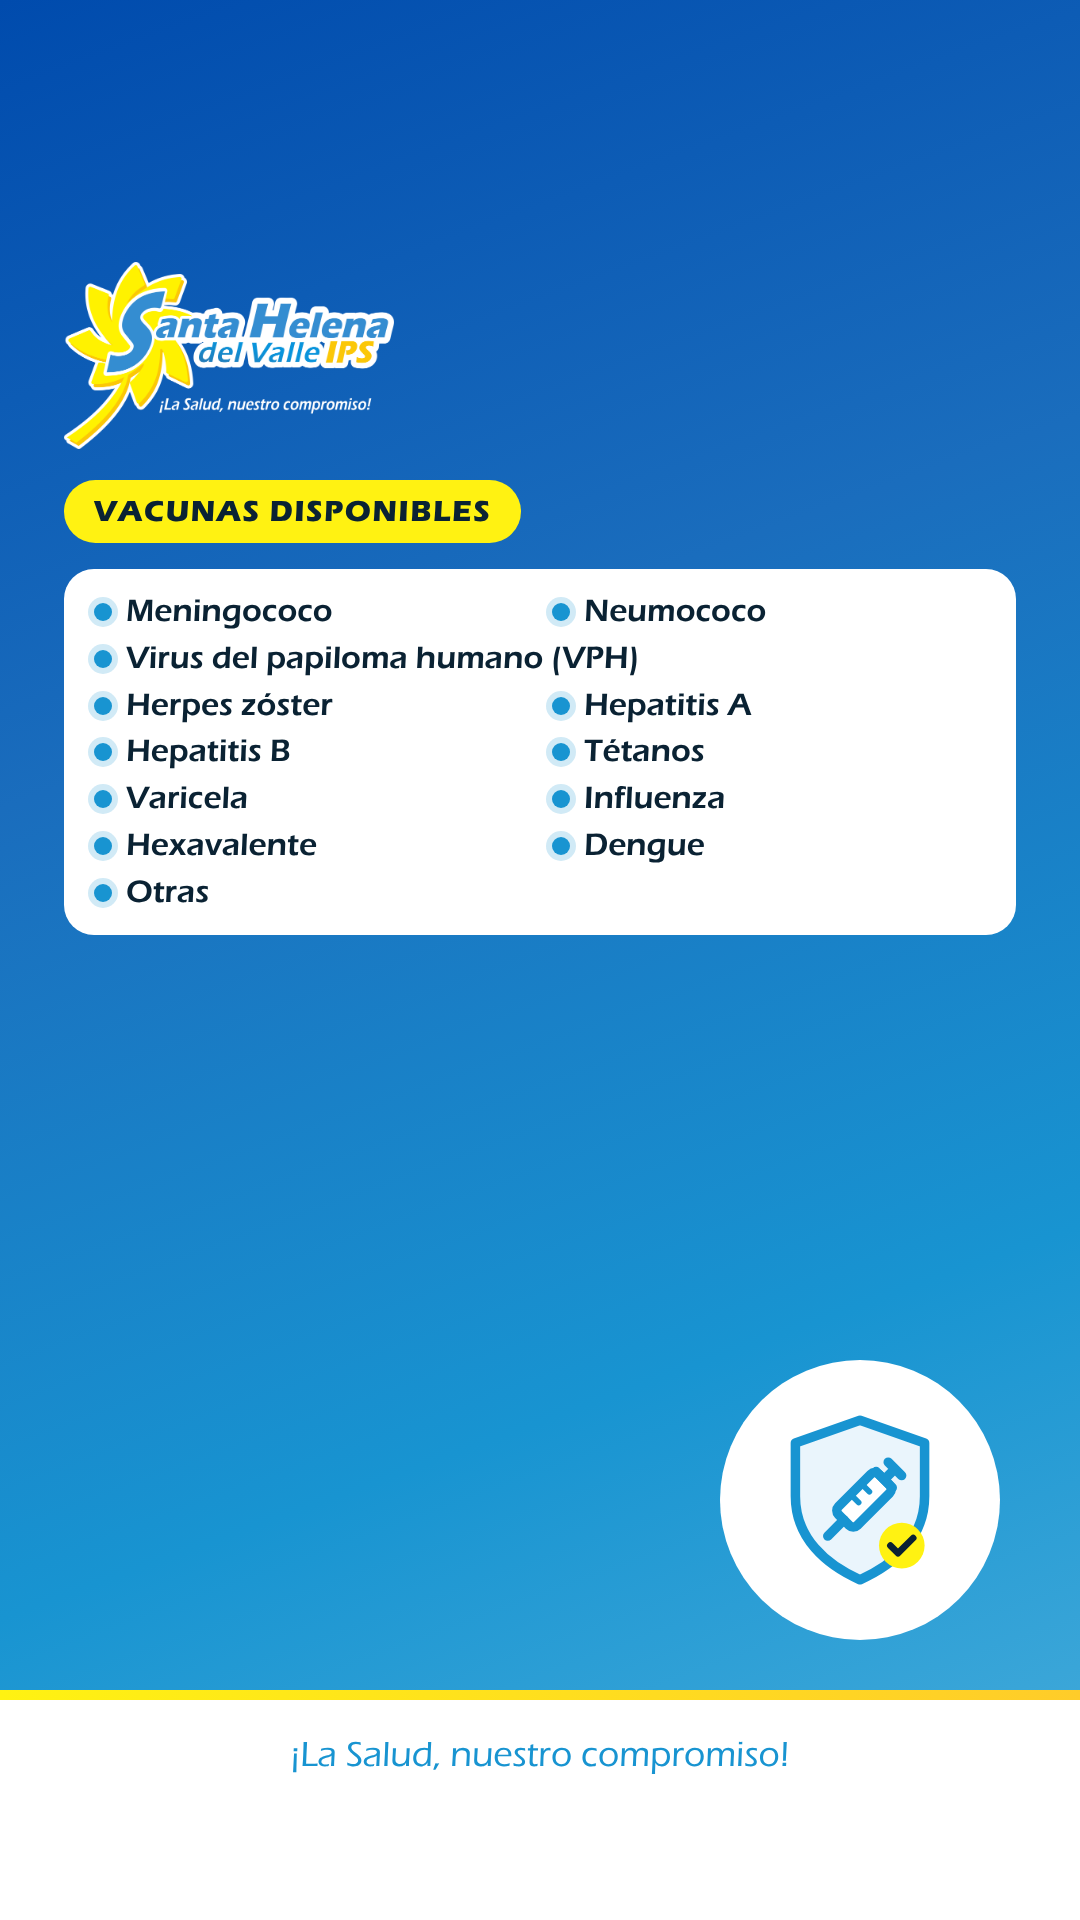 Santa Helena
del Valle IPS
¡La Salud, nuestro compromiso!
VACUNAS DISPONIBLES
Meningococo
Neumococo
Virus del papiloma humano (VPH)
Herpes zóster
Hepatitis A
Hepatitis B
Tétanos
Varicela
Influenza
Hexavalente
Dengue
Otras
¡La Salud, nuestro compromiso!